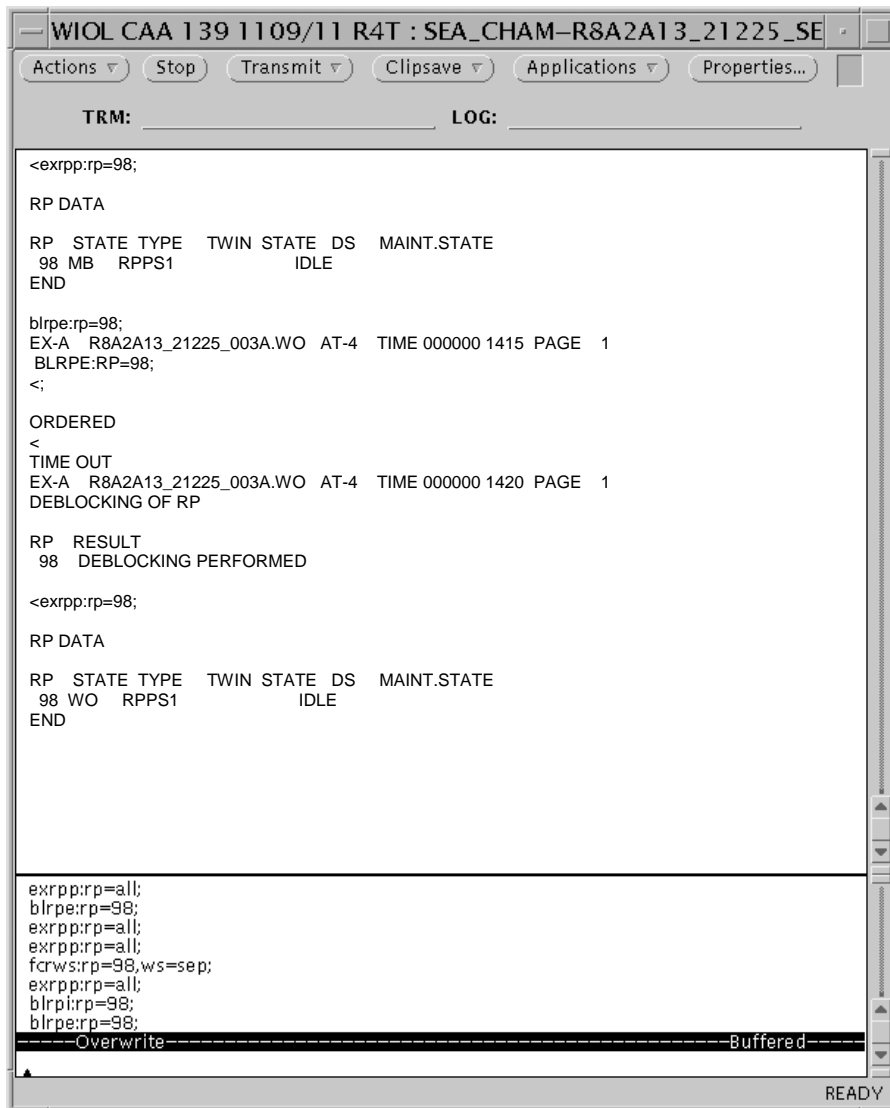 WIOL CAA 139 1109/11 R4T : SEA_CHAM–R8A2A13_21225_SE
Actions Stop Transmit Clipsave Applications Properties...
TRM: LOG:
<exrpp:rp=98;
RP DATA
RP STATE TYPE TWIN STATE DS MAINT.STATE
98 MB RPPS1 IDLE
END
blrpe:rp=98;
EX-A R8A2A13_21225_003A.WO AT-4 TIME 000000 1415 PAGE 1
BLRPE:RP=98;
<;
ORDERED
<
TIME OUT
EX-A R8A2A13_21225_003A.WO AT-4 TIME 000000 1420 PAGE 1
DEBLOCKING OF RP
RP RESULT
98 DEBLOCKING PERFORMED
<exrpp:rp=98;
RP DATA
RP STATE TYPE TWIN STATE DS MAINT.STATE
98 WO RPPS1 IDLE
END
exrpp:rp=all;
blrpe:rp=98;
exrpp:rp=all;
exrpp:rp=all;
fcrws:rp=98,ws=sep;
exrpp:rp=all;
blrpi:rp=98;
blrpe:rp=98;
-----Overwrite-----Buffered-----
READY